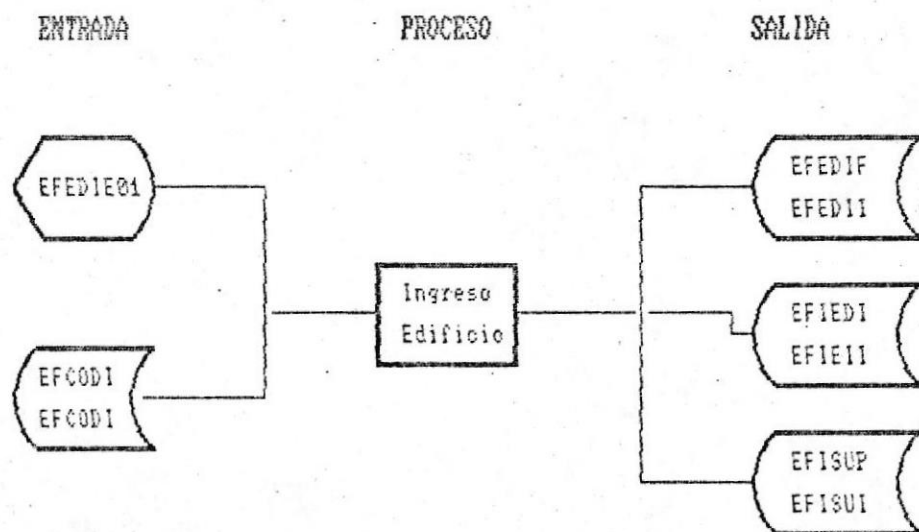 ENTRADA
PROCESO
SALIDA
EFEDIE01
EFCODI
EFCODI
Ingreso
Edificio
EFEDIF
EFEDII
EFIEDI
EFIEII
EFISUP
EFISUI